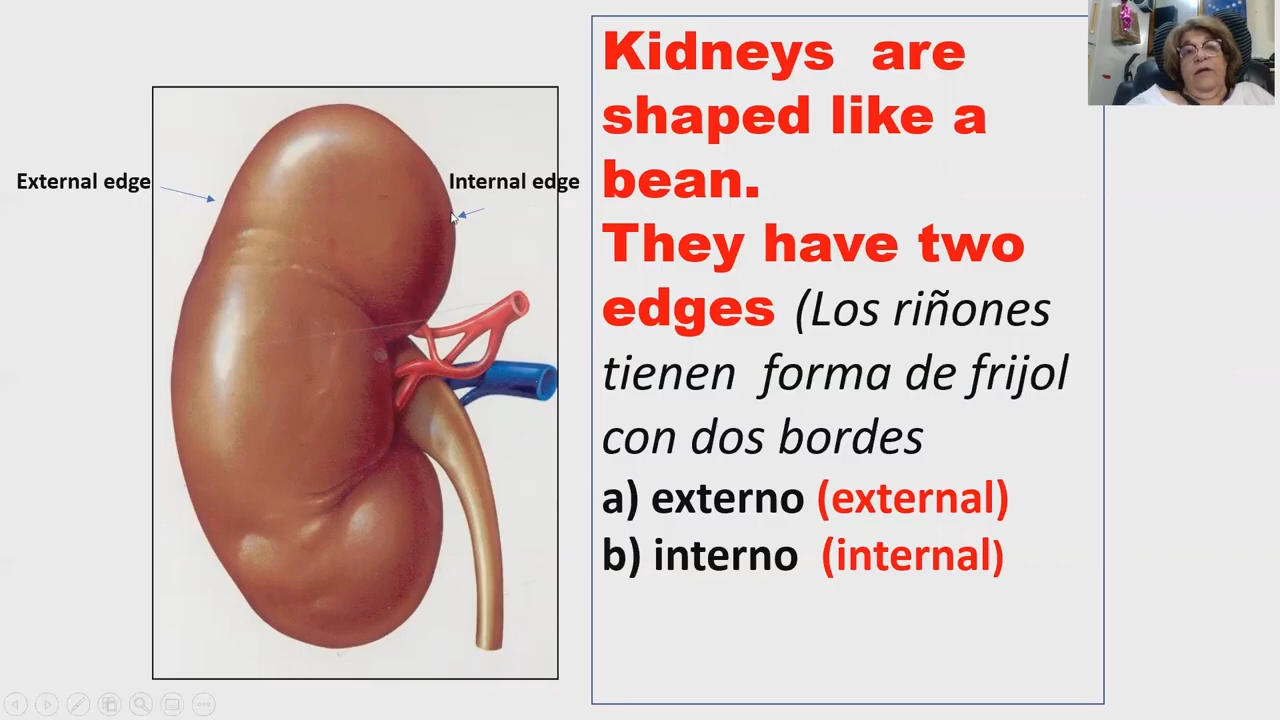 External edge
Internal edge
Kidneys are
shaped like a
bean.
They have two
edges (Los riñones
tienen forma de frijol
con dos bordes
a) externo (external)
b) interno (internal)